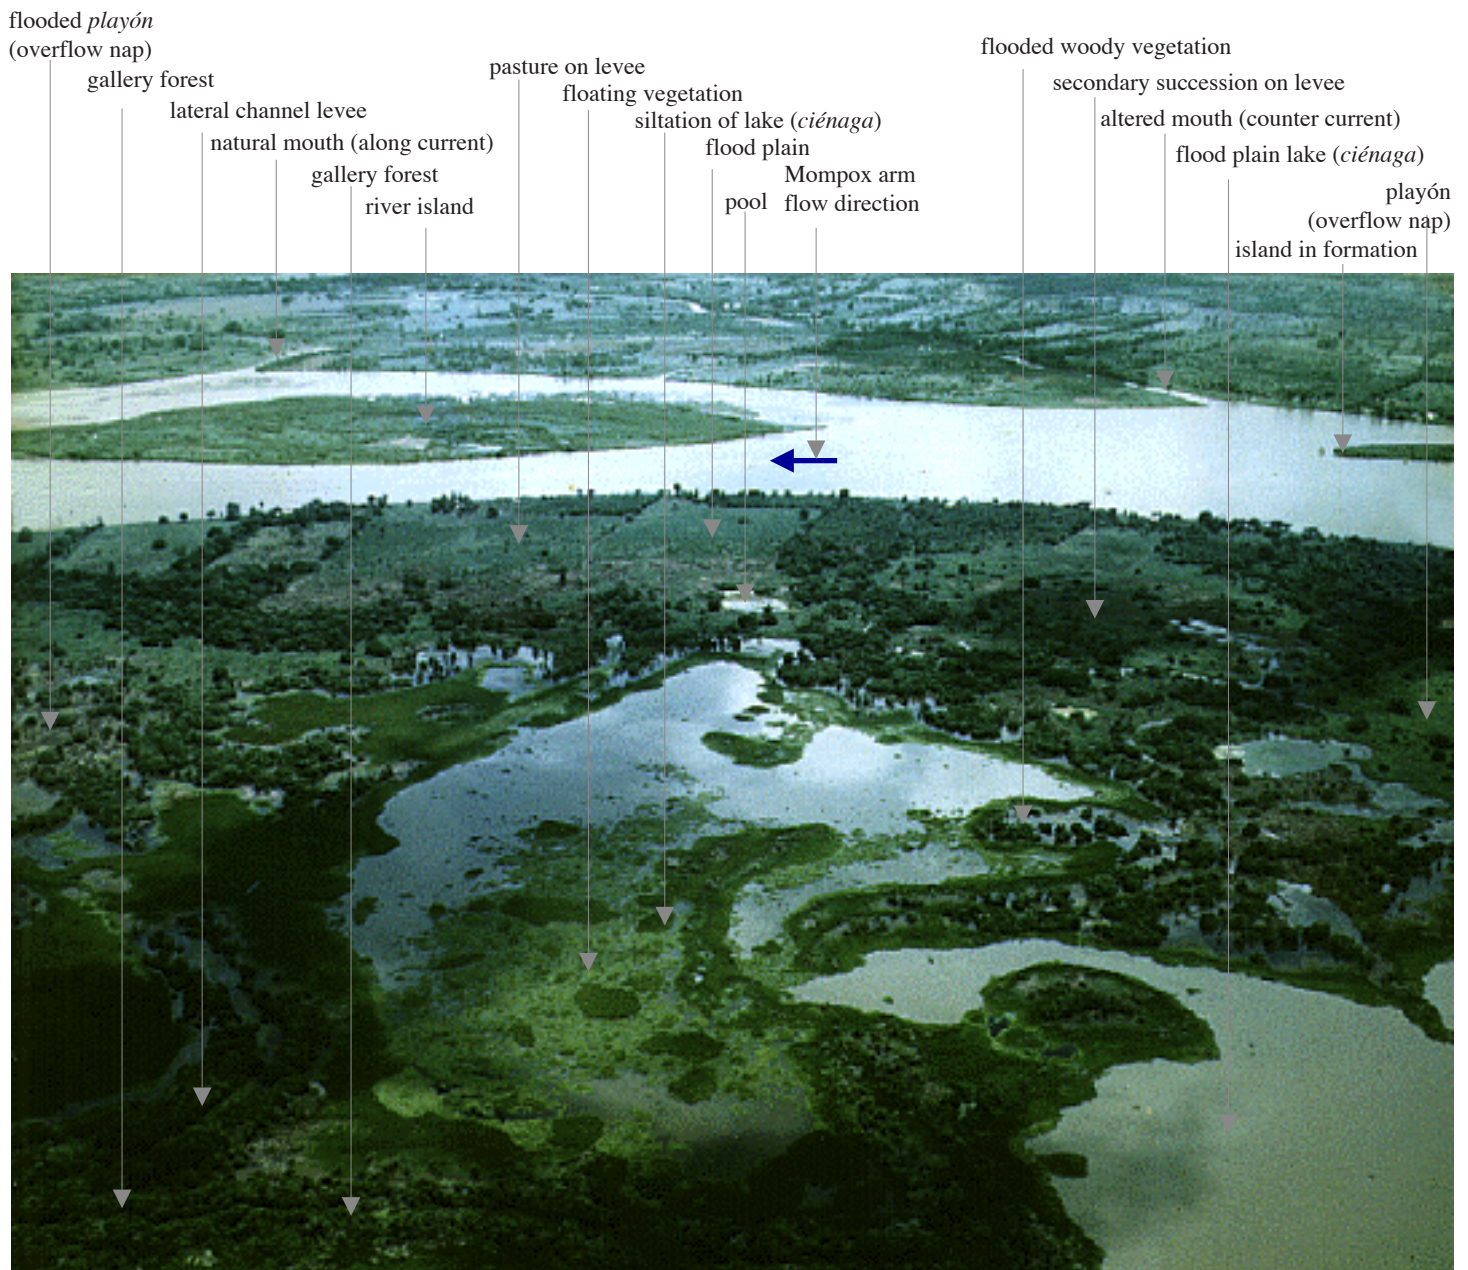 flooded playón
(overflow nap)
gallery forest
lateral channel levee
natural mouth (along current)
gallery forest
river island
pasture on levee
floating vegetation
siltation of lake (ciénaga)
flood plain
pool
Mompox arm
flow direction
flooded woody vegetation
secondary succession on levee
altered mouth (counter current)
flood plain lake (ciénaga)
playón
(overflow nap)
island in formation